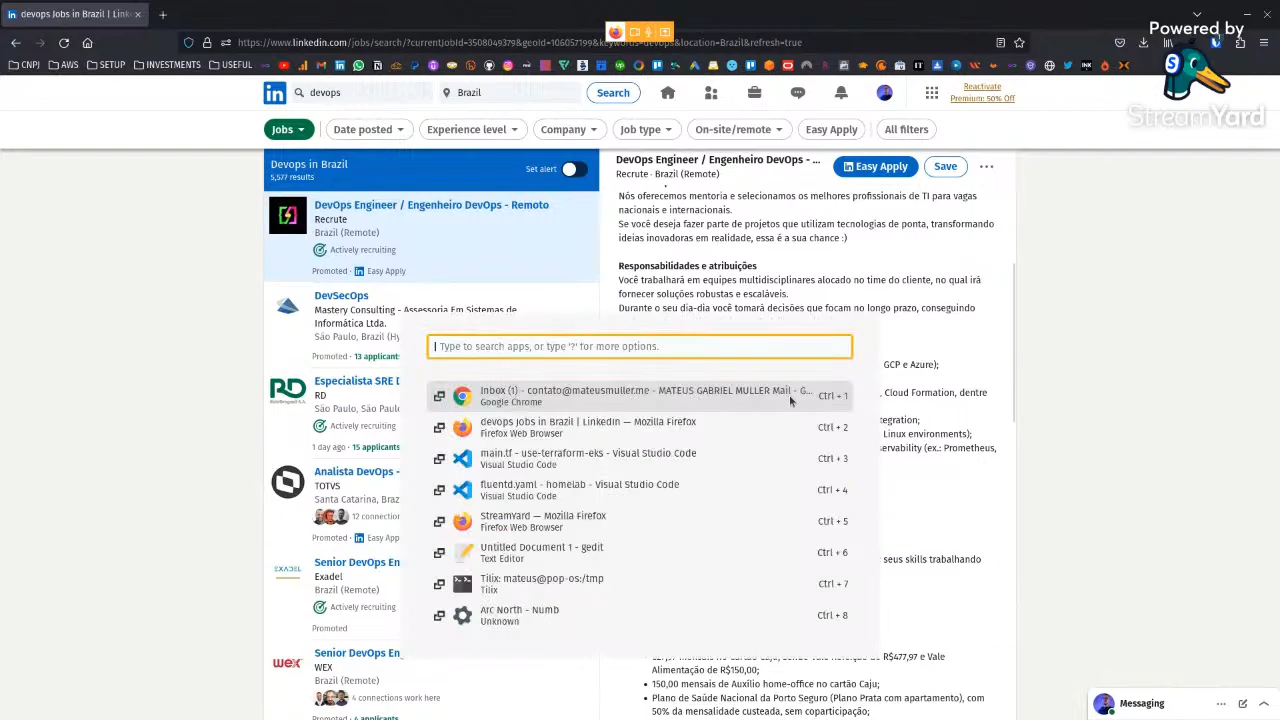 devops Jobs in Brazil | Link
https://www.linkedin.com/jobs/search/?currentJobId=3508049379&geoId=106057199&keywords=devops&location=Brazil&refresh=true
CNPJ
AWS
SETUP
INVESTMENTS
USEFUL
Powered by
StreamYard
devops
Brazil
Search
Reactivate
Premium: 50% Off
Jobs
Date posted
Experience level
Company
Job type
On-site/remote
Easy Apply
All filters
Devops in Brazil
5,577 results
Set alert
DevOps Engineer / Engenheiro DevOps - Remoto
Recrute
Brazil (Remote)
Actively recruiting
Promoted · Easy Apply
DevSecOps
Mastery Consulting - Assessoria Em Sistemas de
Informática Ltda.
São Paulo, Brazil (Hy
Promoted · 13 applicants
Especialista SRE D
RD
São Paulo, Brazil
Actively recruiting
1 day ago · 15 applicants
Analista DevOps -
TOTVS
Santa Catarina, Braz
12 connection
Promoted · Easy App
Senior DevOps En
Exadel
EXADEL
Brazil (Remote)
Actively recruiting
Promoted
Senior DevOps En
WEX
wex
Brazil (Remote)
4 connections work here
Promoted · 4 applicants
DevOps Engineer / Engenheiro DevOps - ...
Recrute · Brazil (Remote)
Easy Apply
Save
Nós oferecemos mentoria e selecionamos os melhores profissionais de TI para vagas
nacionais e internacionais.
Se você deseja fazer parte de projetos que utilizam tecnologias de ponta, transformando
ideias inovadoras em realidade, essa é a sua chance :)
Responsabilidades e atribuições
Você trabalhará em equipes multidisciplinares alocado no time do cliente, no qual irá
fornecer soluções robustas e escaláveis.
Durante o seu dia-dia você tomará decisões que focam no longo prazo, conseguindo
GCP e Azure);
Cloud Formation, dentre
egration);
Linux environments);
servability (ex.: Prometheus,
seus skills trabalhando
Type to search apps, or type '?' for more options.
Inbox (1) - contato@mateusmuller.me - MATEUS GABRIEL MULLER Mail - G...
Google Chrome
Ctrl + 1
devops Jobs in Brazil | LinkedIn — Mozilla Firefox
Firefox Web Browser
Ctrl + 2
main.tf - use-terraform-eks - Visual Studio Code
Visual Studio Code
Ctrl + 3
fluentd.yaml - homelab - Visual Studio Code
Visual Studio Code
Ctrl + 4
StreamYard — Mozilla Firefox
Firefox Web Browser
Ctrl + 5
Untitled Document 1 - gedit
Text Editor
Ctrl + 6
Tilix: mateus@pop-os:/tmp
Tilix
Ctrl + 7
Arc North - Numb
Unknown
Ctrl + 8
R$477,97 e Vale
Alimentação de R$150,00;
150,00 mensais de Auxílio home-office no cartão Caju;
Plano de Saúde Nacional da Porto Seguro (Plano Prata com apartamento), com
50% da mensalidade custeada, sem coparticipação;
Messaging